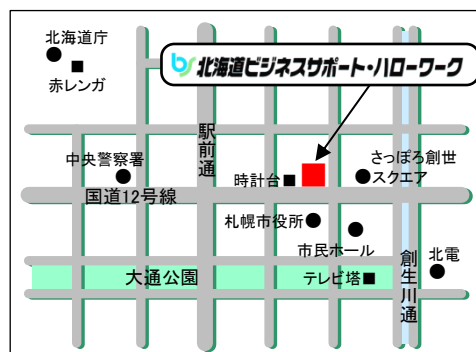 北海道庁
赤レンガ
bs 北海道ビジネスサポート・ハローワーク
駅前通
中央警察署
時計台
さっぽろ創世
スクエア
国道12号線
札幌市役所
市民ホール
北電
大通公園
テレビ塔
創生川通